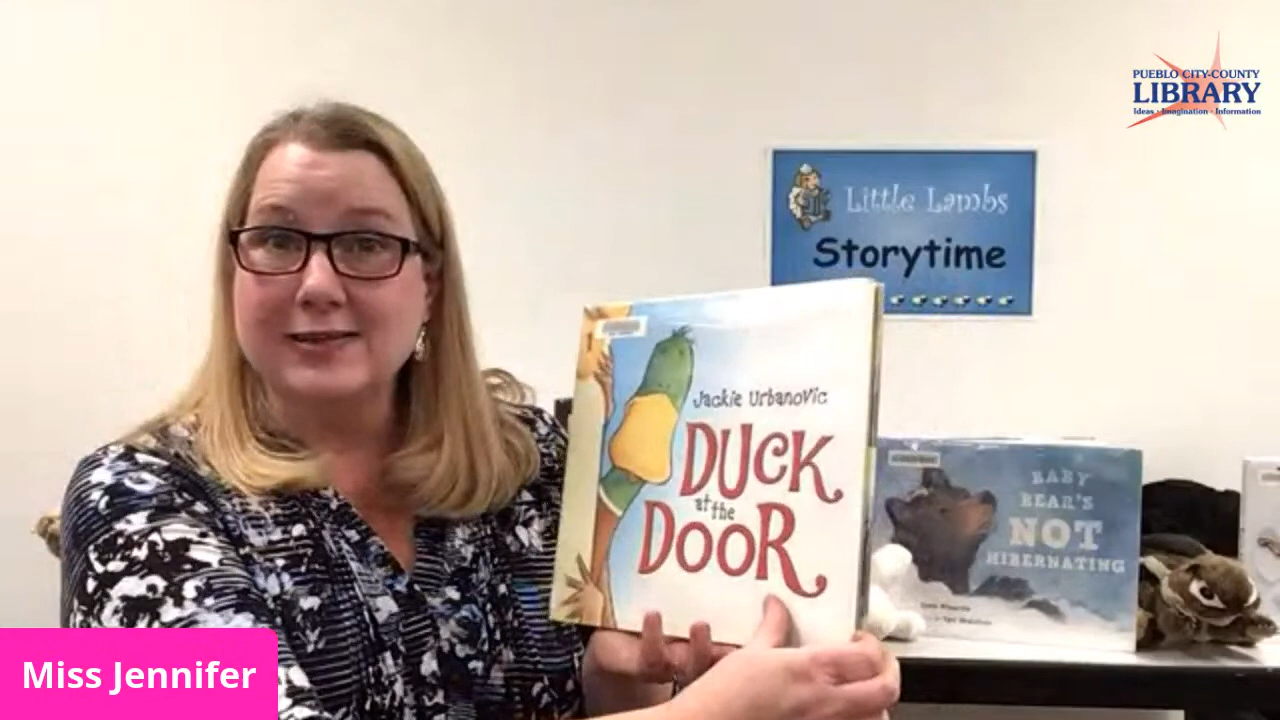 PUEBLO CITY-COUNTY
LIBRARY
Ideas • Imagination • Information
Little Lambs
Storytime
Jackie Urbanovic
DUCK
at the
DOOR
BABY
BEAR'S
NOT
HIBERNATING
Miss Jennifer